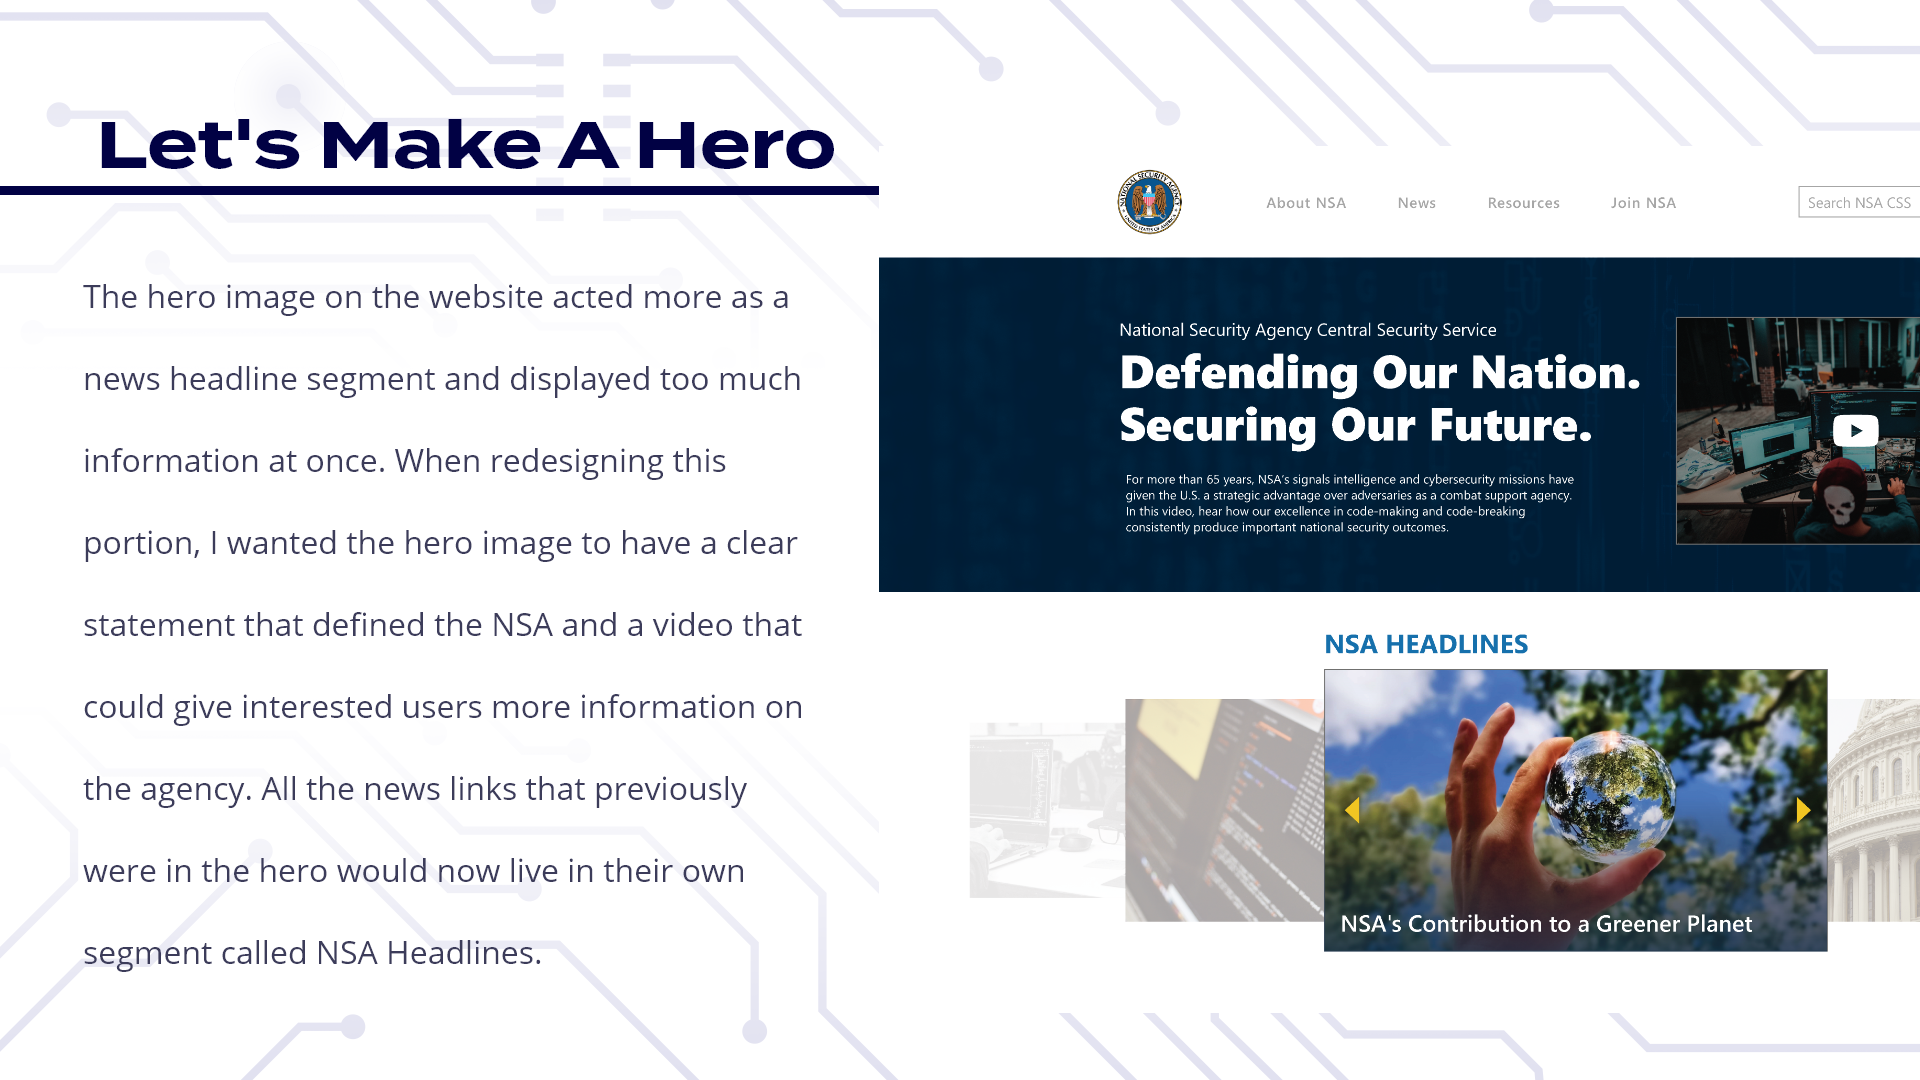 Let's Make A Hero
The hero image on the website acted more as a
news headline segment and displayed too much
information at once. When redesigning this
portion, I wanted the hero image to have a clear
statement that defined the NSA and a video that
could give interested users more information on
the agency. All the news links that previously
were in the hero would now live in their own
segment called NSA Headlines.
NATIONAL SECURITY AGENCY
UNITED STATES OF AMERICA
About NSA
News
Resources
Join NSA
Search NSA CSS
National Security Agency Central Security Service
Defending Our Nation.
Securing Our Future.
For more than 65 years, NSA's signals intelligence and cybersecurity missions have
given the U.S. a strategic advantage over adversaries as a combat support agency.
In this video, hear how our excellence in code-making and code-breaking
consistently produce important national security outcomes.
NSA HEADLINES
NSA's Contribution to a Greener Planet